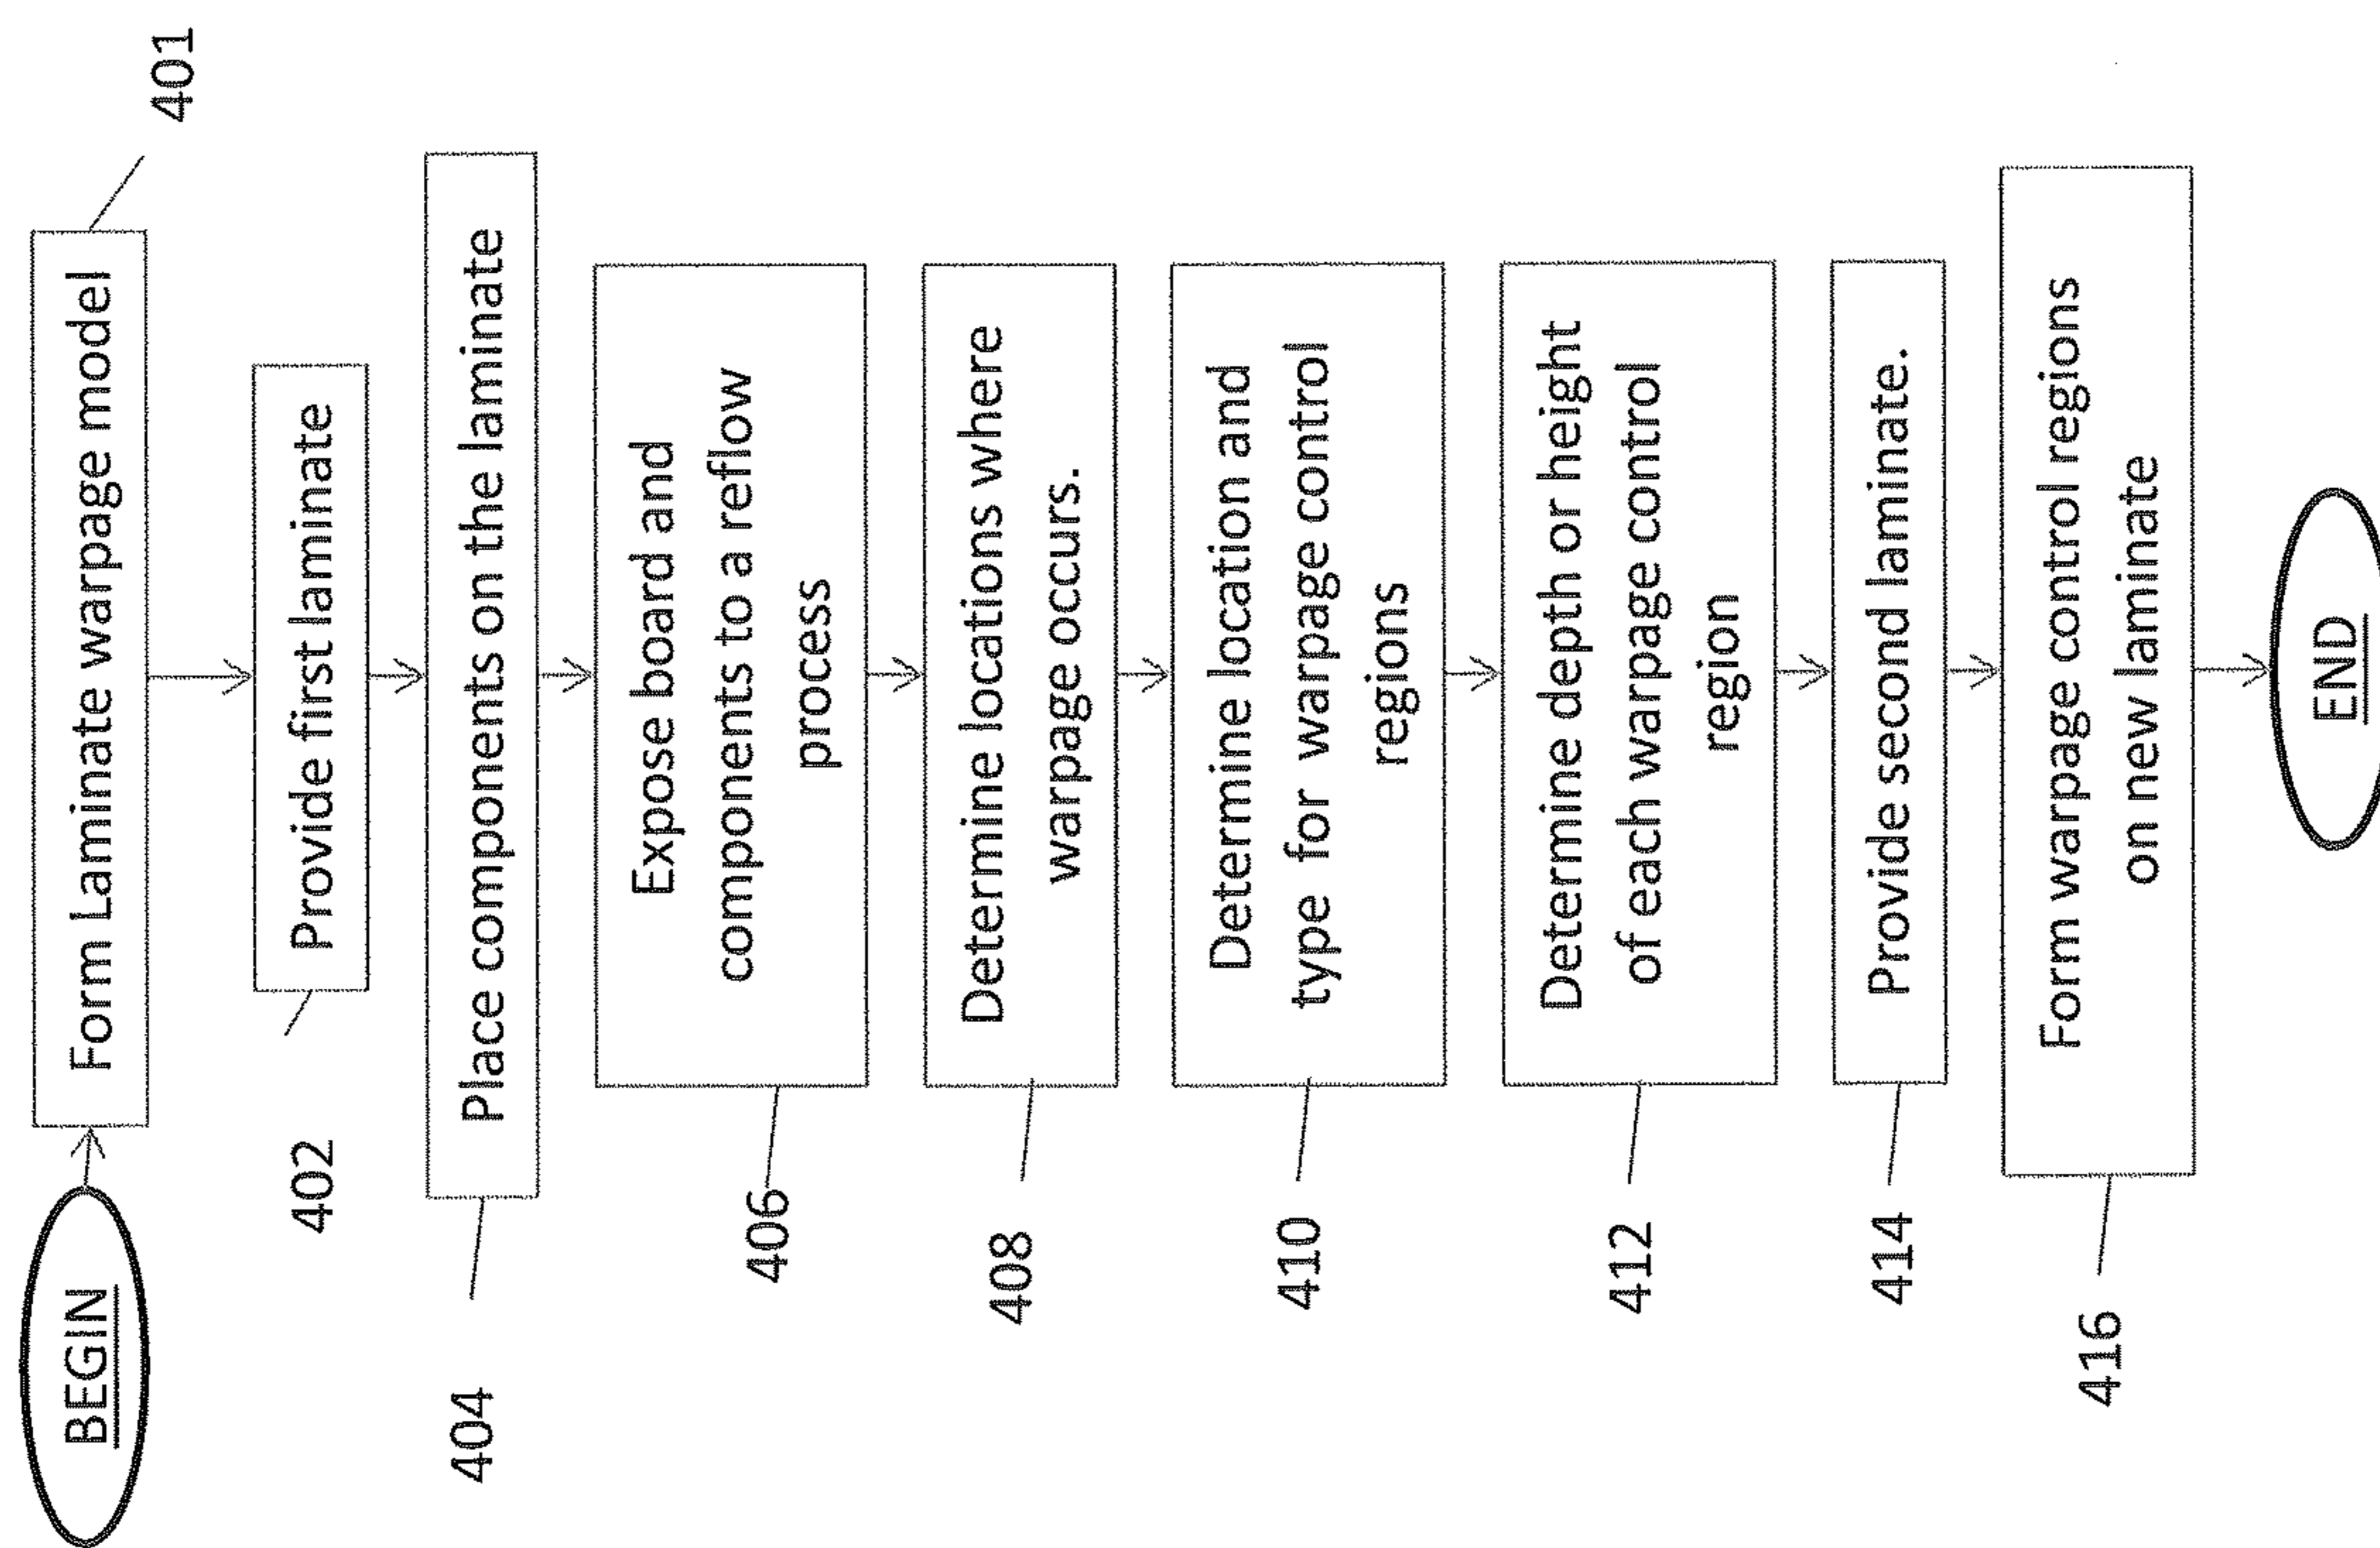 BEGIN
Form Laminate warpage model
401
Provide first laminate
402
Place components on the laminate
404
Expose board and
components to a reflow
process
406
Determine locations where
warpage occurs.
408
Determine location and
type for warpage control
regions
410
Determine depth or height
of each warpage control
region
412
Provide second laminate.
414
Form warpage control regions
on new laminate
416
END